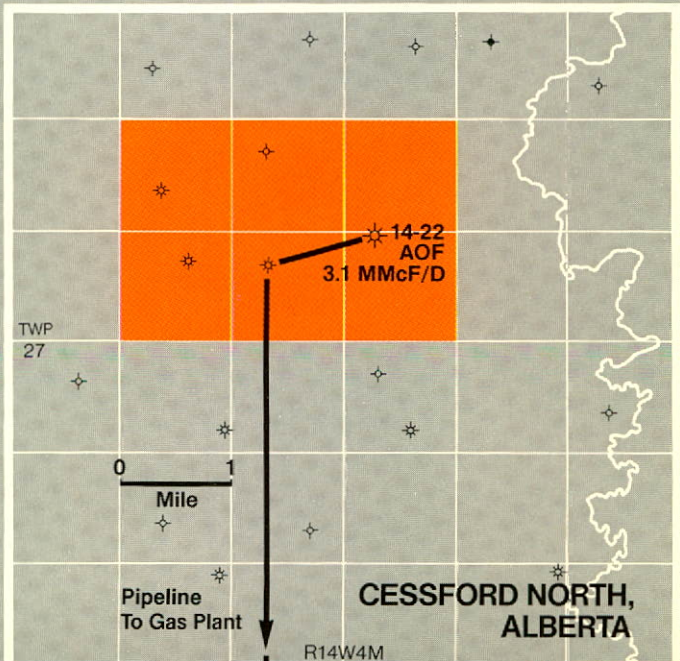 14-22
AOF
3.1 MMcF/D
TWP
27
0 1
Mile
Pipeline
To Gas Plant
CESSFORD NORTH,
ALBERTA
R14W4M